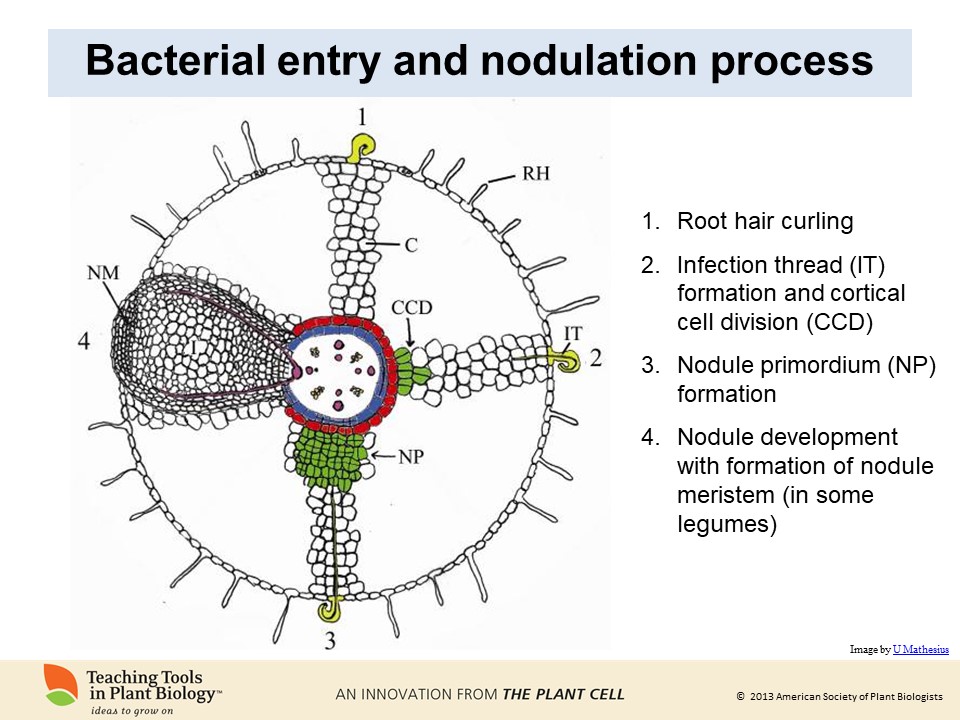 Bacterial entry and nodulation process
1
RH
C
NM
CCD
4
IT
2
NP
3
1. Root hair curling
2. Infection thread (IT)
formation and cortical
cell division (CCD)
3. Nodule primordium (NP)
formation
4. Nodule development
with formation of nodule
meristem (in some
legumes)
Image by U Mathesius
Teaching Tools
in Plant Biology™
ideas to grow on
AN INNOVATION FROM THE PLANT CELL
© 2013 American Society of Plant Biologists